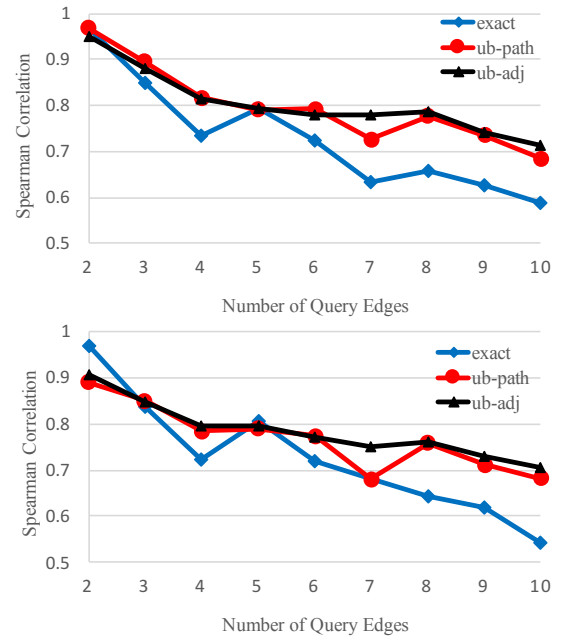 1
0.9
0.8
0.7
0.6
0.5
Spearman Correlation
exact
ub-path
ub-adj
2 3 4 5 6 7 8 9 10
Number of Query Edges
1
0.9
0.8
0.7
0.6
0.5
Spearman Correlation
exact
ub-path
ub-adj
2 3 4 5 6 7 8 9 10
Number of Query Edges